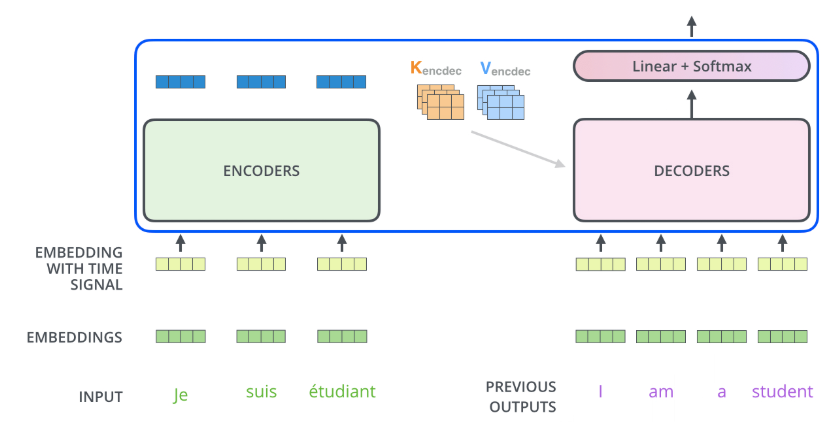 Linear + Softmax
Kencdec Vencdec
ENCODERS
DECODERS
EMBEDDING
WITH TIME
SIGNAL
EMBEDDINGS
INPUT
Je suis étudiant
PREVIOUS
OUTPUTS
I am a student